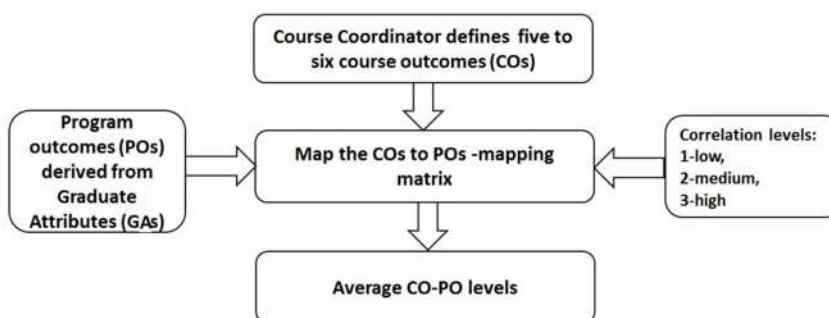 Course Coordinator defines five to
six course outcomes (COs)
Program
outcomes (POs)
derived from
Graduate
Attributes (GAs)
Map the COs to POs -mapping
matrix
Correlation levels:
1-low,
2-medium,
3-high
Average CO-PO levels